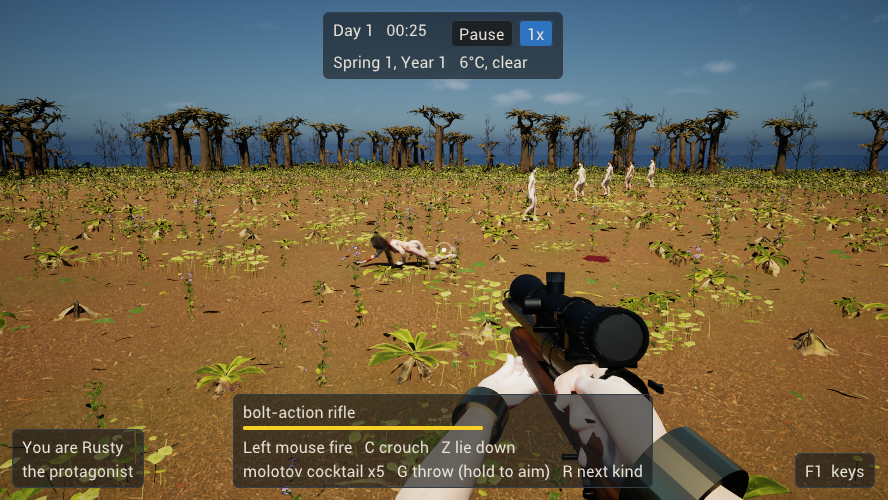 Day 1 00:25 Pause 1x
Spring 1, Year 1 6°C, clear
bolt-action rifle
Left mouse fire C crouch Z lie down
molotov cocktail x5 G throw (hold to aim) R next kind
You are Rusty
the protagonist
F1 keys